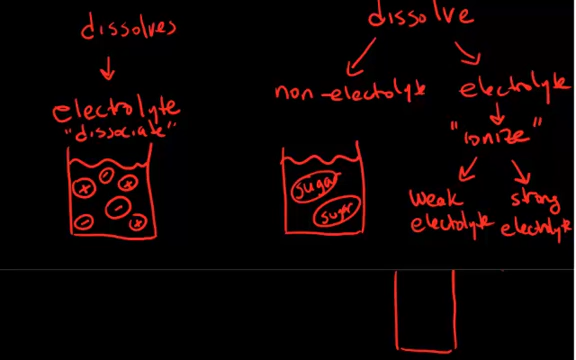 dissolves
electrolyte
"dissociate"
+ - +
-
- +
dissolve
non-electrolyte
electrolyte
"ionize"
sugar
sugar
weak
electrolyte
strong
electrolyte